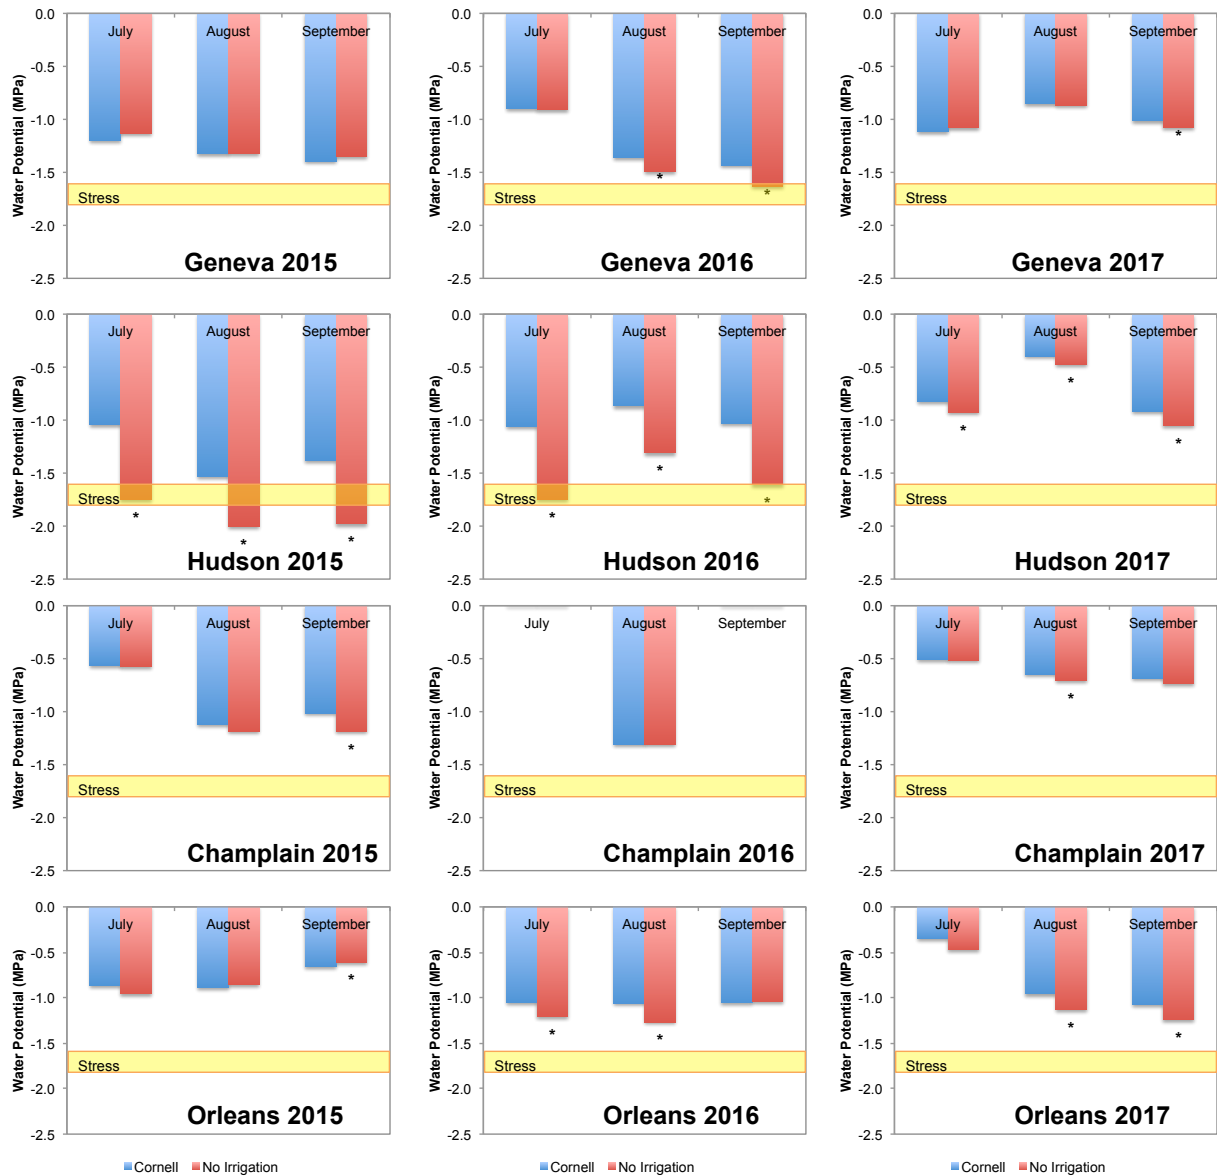 0.0
-0.5
-1.0
-1.5
-2.0
-2.5
Water Potential (MPa)
July August September
Stress
Geneva 2015
0.0
-0.5
-1.0
-1.5
-2.0
-2.5
Water Potential (MPa)
July August September
*
*
Stress
Geneva 2016
0.0
-0.5
-1.0
-1.5
-2.0
-2.5
Water Potential (MPa)
July August September
*
Stress
Geneva 2017
0.0
-0.5
-1.0
-1.5
-2.0
-2.5
Water Potential (MPa)
July August September
Stress
* * *
Hudson 2015
0.0
-0.5
-1.0
-1.5
-2.0
-2.5
Water Potential (MPa)
July August September
*
Stress
* *
Hudson 2016
0.0
-0.5
-1.0
-1.5
-2.0
-2.5
Water Potential (MPa)
July August September
* * *
Stress
Hudson 2017
0.0
-0.5
-1.0
-1.5
-2.0
-2.5
Water Potential (MPa)
July August September
*
Stress
Champlain 2015
0.0
-0.5
-1.0
-1.5
-2.0
-2.5
Water Potential (MPa)
July August September
Stress
Champlain 2016
0.0
-0.5
-1.0
-1.5
-2.0
-2.5
Water Potential (MPa)
July August September
*
Stress
Champlain 2017
0.0
-0.5
-1.0
-1.5
-2.0
-2.5
Water Potential (MPa)
July August September
*
Stress
Orleans 2015
0.0
-0.5
-1.0
-1.5
-2.0
-2.5
Water Potential (MPa)
July August September
* *
Stress
Orleans 2016
0.0
-0.5
-1.0
-1.5
-2.0
-2.5
Water Potential (MPa)
July August September
* *
Stress
Orleans 2017
Cornell No Irrigation
Cornell No Irrigation
Cornell No Irrigation